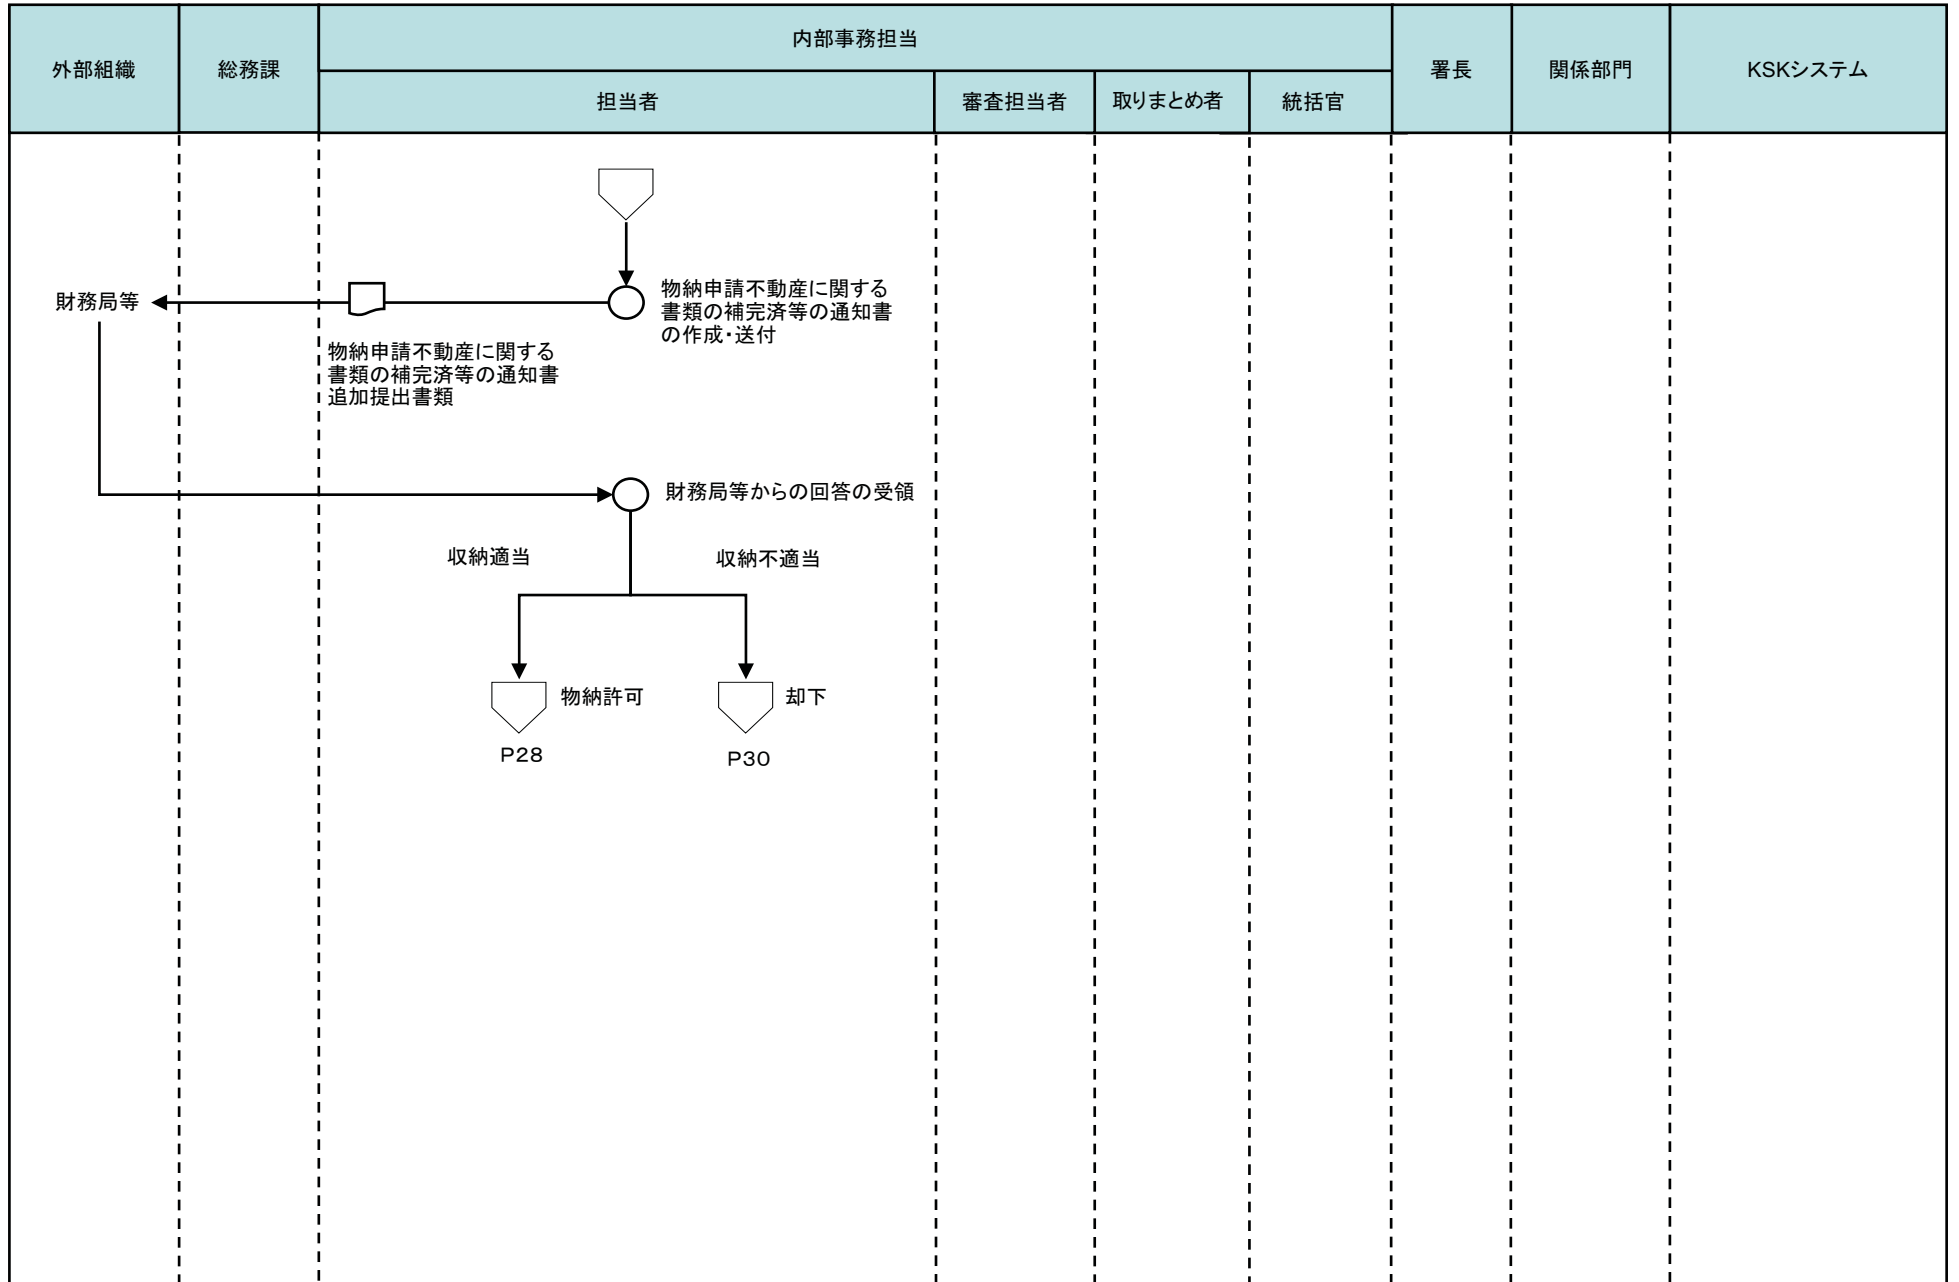 外部組織
総務課
内部事務担当
担当者
審査担当者
取りまとめ者
統括官
署長
関係部門
KSKシステム
財務局等
物納申請不動産に関する
書類の補完済等の通知書
の作成・送付
物納申請不動産に関する
書類の補完済等の通知書
追加提出書類
財務局等からの回答の受領
収納適当
収納不適当
物納許可
却下
P28
P30